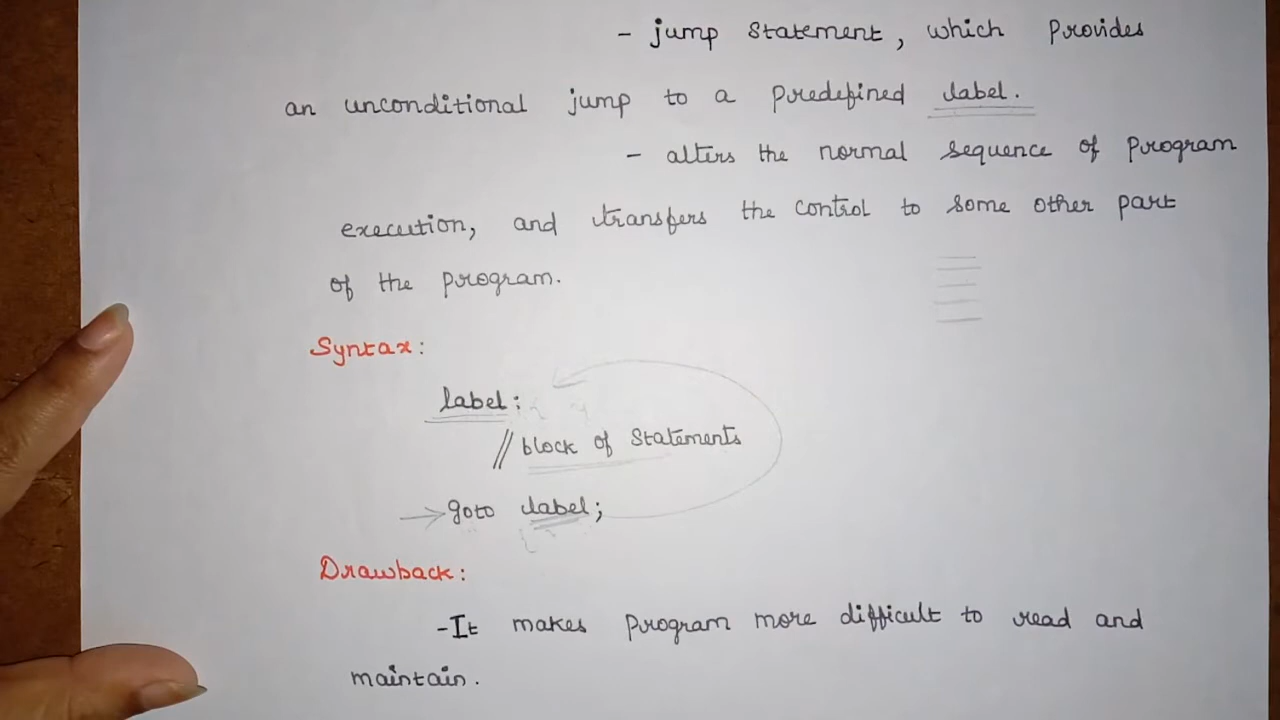 - jump statement, which provides
an unconditional jump to a predefined label.
- alters the normal sequence of program
execution, and transfers the control to some other part
of the program.
Syntax:
label:
// block of statements
→ goto label;
Drawback:
- It makes program more difficult to read and
maintain.